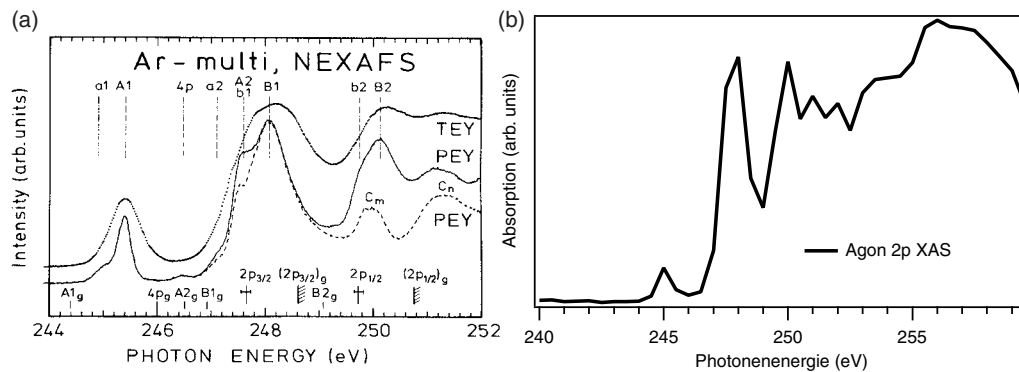 (a)
Ar-multi, NEXAFS
a1 A1 4p a2 A2 b1 B1 b2 B2
TEY
PEY
Cm Cn
PEY
Intensity (arb. units)
2p3/2 (2p3/2)g 2p1/2 (2p1/2)g
A1g 4pg A2g B1g B2g
244 246 248 250 252
PHOTON ENERGY (eV)
(b)
Absorption (arb. units)
Agon 2p XAS
240 245 250 255
Photonenenergie (eV)